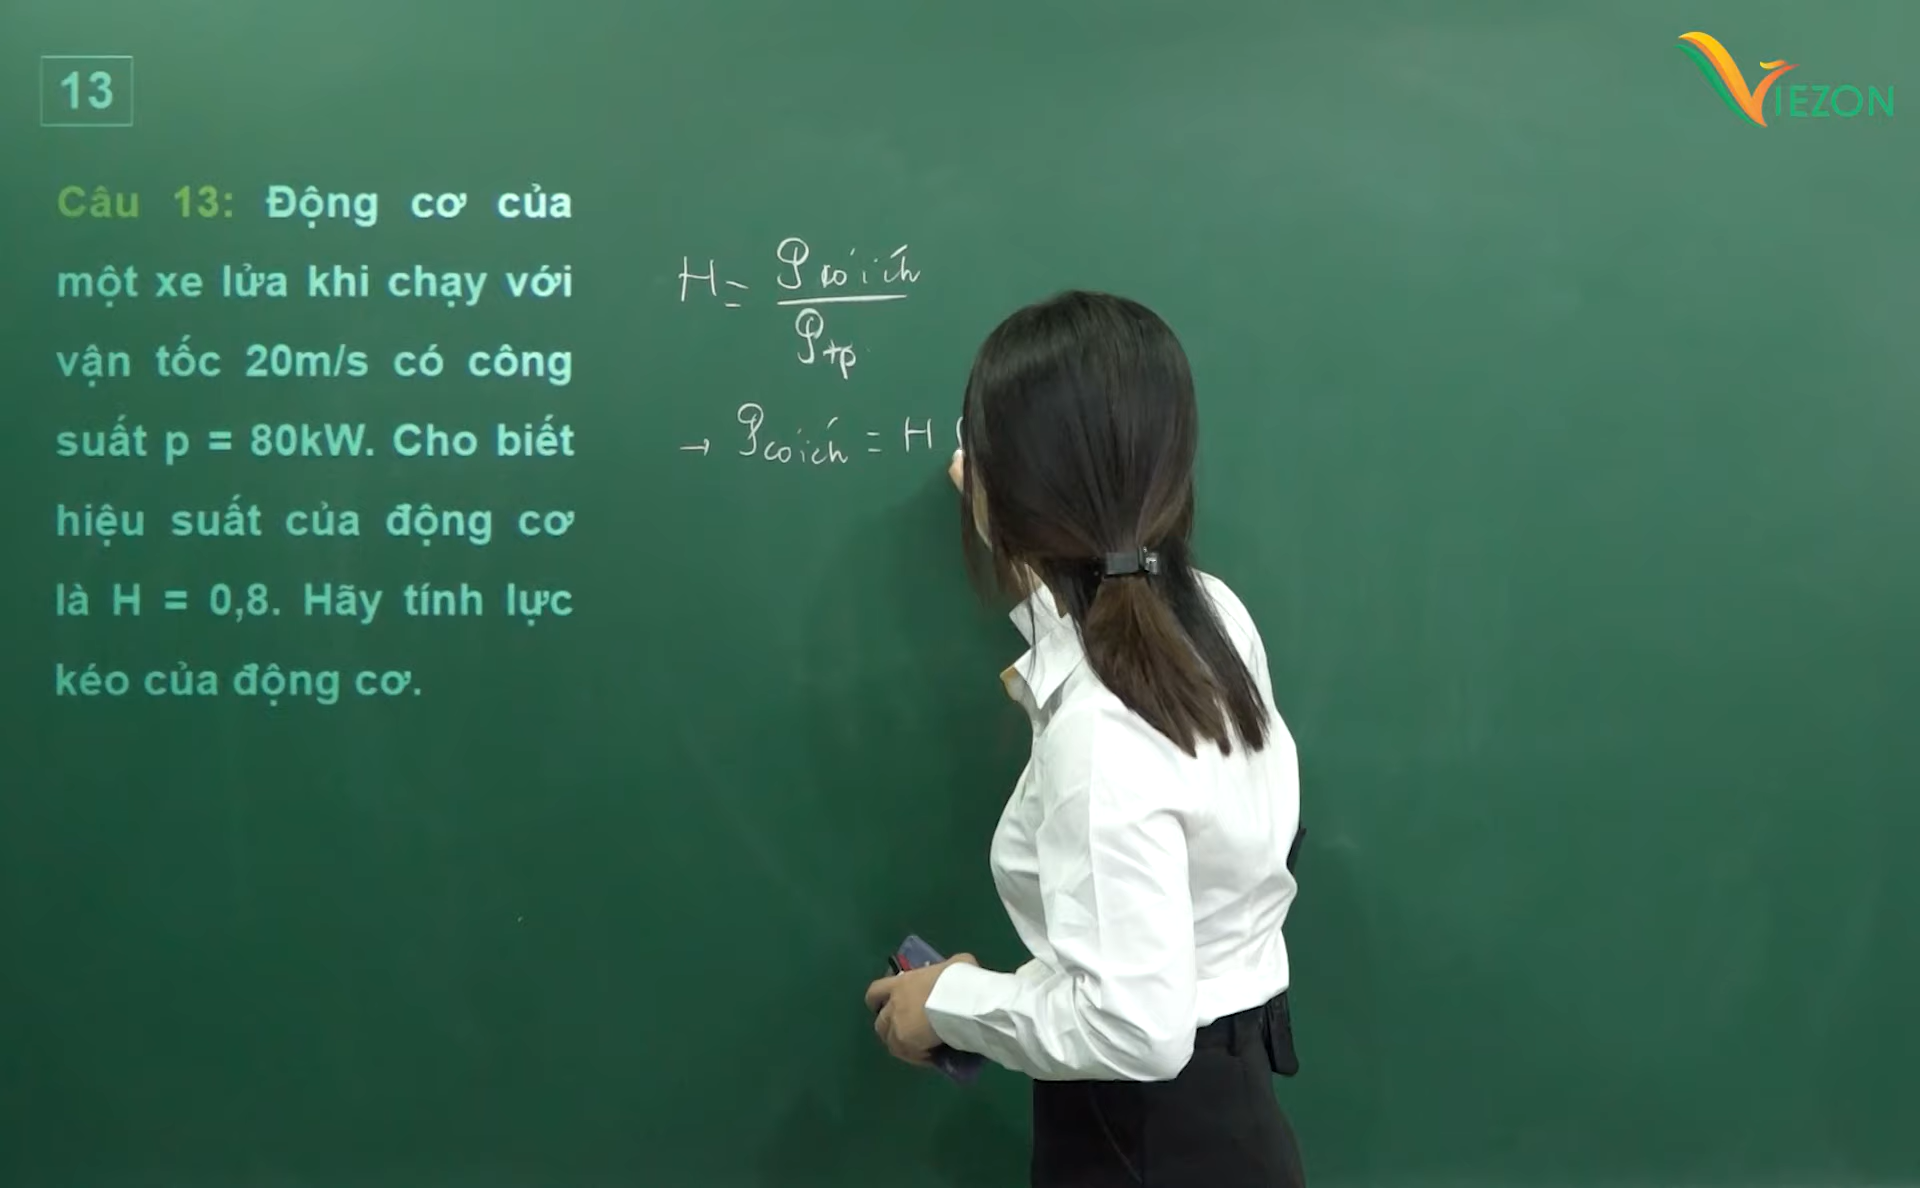 13
VIEZON
Câu 13: Động cơ của
một xe lửa khi chạy với
vận tốc 20m/s có công
suất p = 80kW. Cho biết
hiệu suất của động cơ
là H = 0,8. Hãy tính lực
kéo của động cơ.
H = 𝒫có ích
𝒫tp
→ 𝒫có ích = H